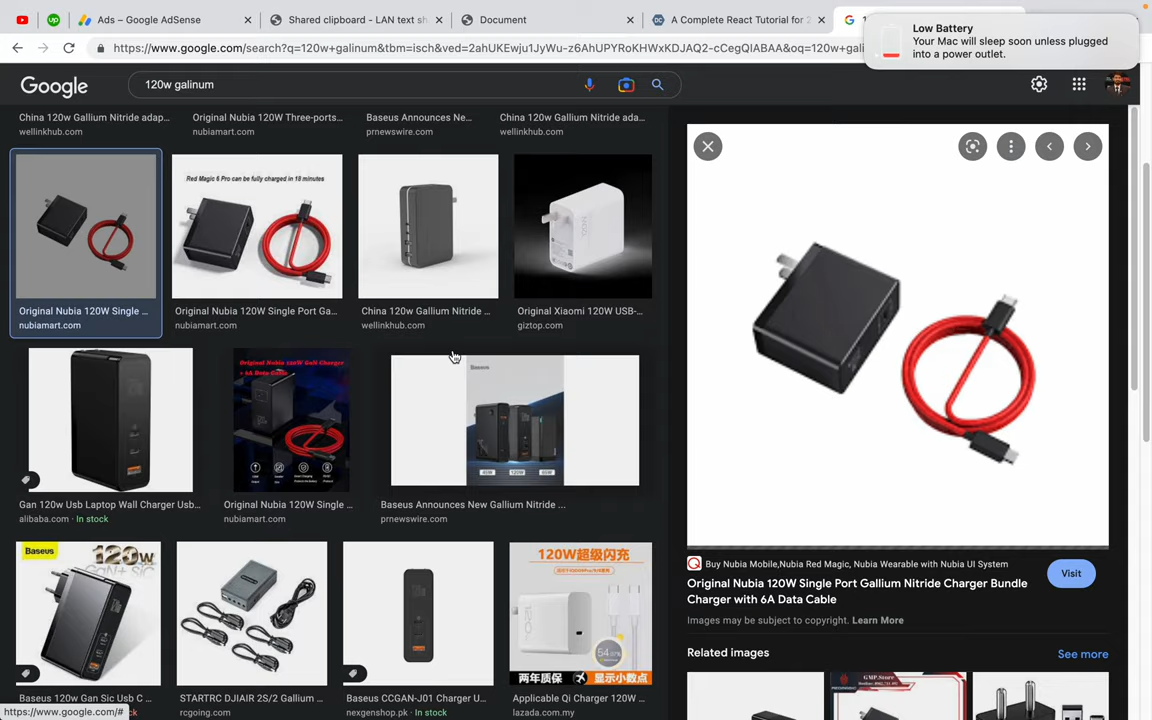 Ads – Google AdSense
Shared clipboard - LAN text sh
Document
A Complete React Tutorial for 2
Low Battery
Your Mac will sleep soon unless plugged
into a power outlet.
https://www.google.com/search?q=120w+galinum&tbm=isch&ved=2ahUKEwju1JyWu-z6AhUPYRoKHWxKDJAQ2-cCegQIABAA&oq=120w+gali
Google
120w galinum
China 120w Gallium Nitride adap...
wellinkhub.com
Original Nubia 120W Three-ports...
nubiamart.com
Baseus Announces Ne...
prnewswire.com
China 120w Gallium Nitride ada...
wellinkhub.com
Red Magic 6 Pro can be fully charged in 18 minutes
Original Nubia 120W Single ...
nubiamart.com
Original Nubia 120W Single Port Ga...
nubiamart.com
China 120w Gallium Nitride ...
wellinkhub.com
Original Xiaomi 120W USB-...
giztop.com
Original Nubia 120W GaN Charger
+ 6A Data Cable
Baseus
45W
120W
65W
Gan 120w Usb Laptop Wall Charger Usb...
alibaba.com · In stock
Original Nubia 120W Single ...
nubiamart.com
Baseus Announces New Gallium Nitride ...
prnewswire.com
Baseus
120w
GaN+ SiC
120W超级闪充
54
两年质保
显示小数点
Baseus 120w Gan Sic Usb C ...
STARTRC DJIAIR 2S/2 Gallium ...
rcgoing.com
Baseus CCGAN-J01 Charger U...
nexgenshop.pk · In stock
Applicable Qi Charger 120W ...
lazada.com.my
https://www.google.com/#
Buy Nubia Mobile,Nubia Red Magic, Nubia Wearable with Nubia UI System
Original Nubia 120W Single Port Gallium Nitride Charger Bundle
Charger with 6A Data Cable
Visit
Images may be subject to copyright. Learn More
Related images
See more
GMP.Store